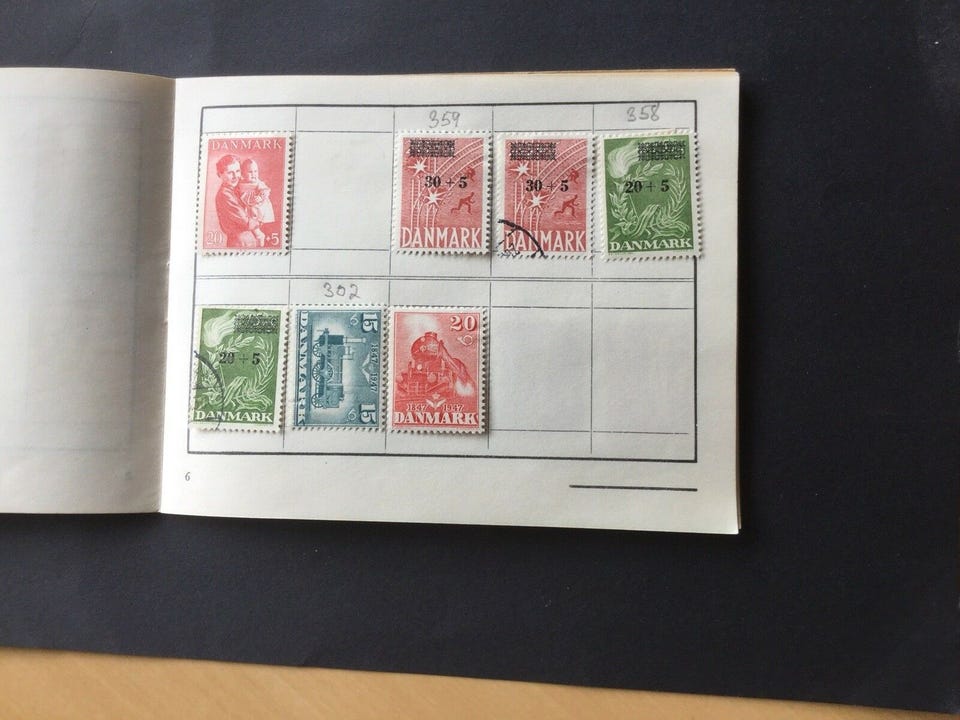 359
358
DANMARK
20 +5
30 + 5
DANMARK
30 + 5
DANMARK
20 + 5
DANMARK
302
20 + 5
DANMARK
15
DANMARK
1847-1947
15
20
1847 1947
DANMARK
6